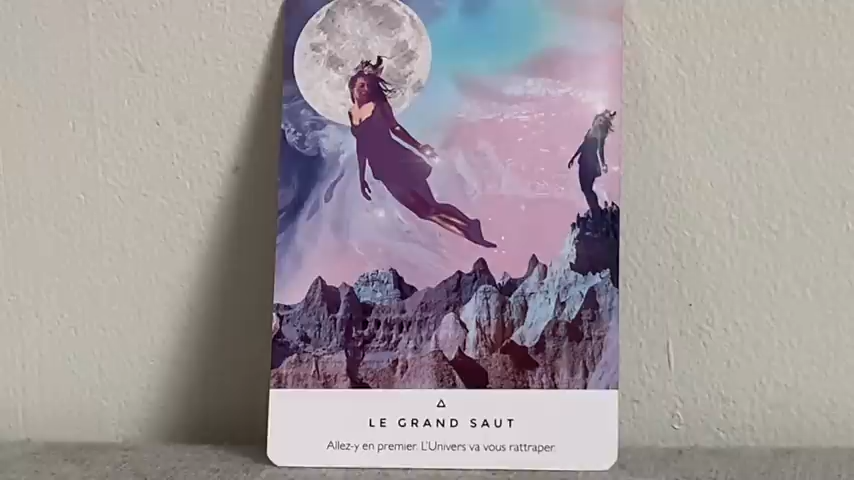 LE GRAND SAUT
Allez-y en premier. L'Univers va vous rattraper.